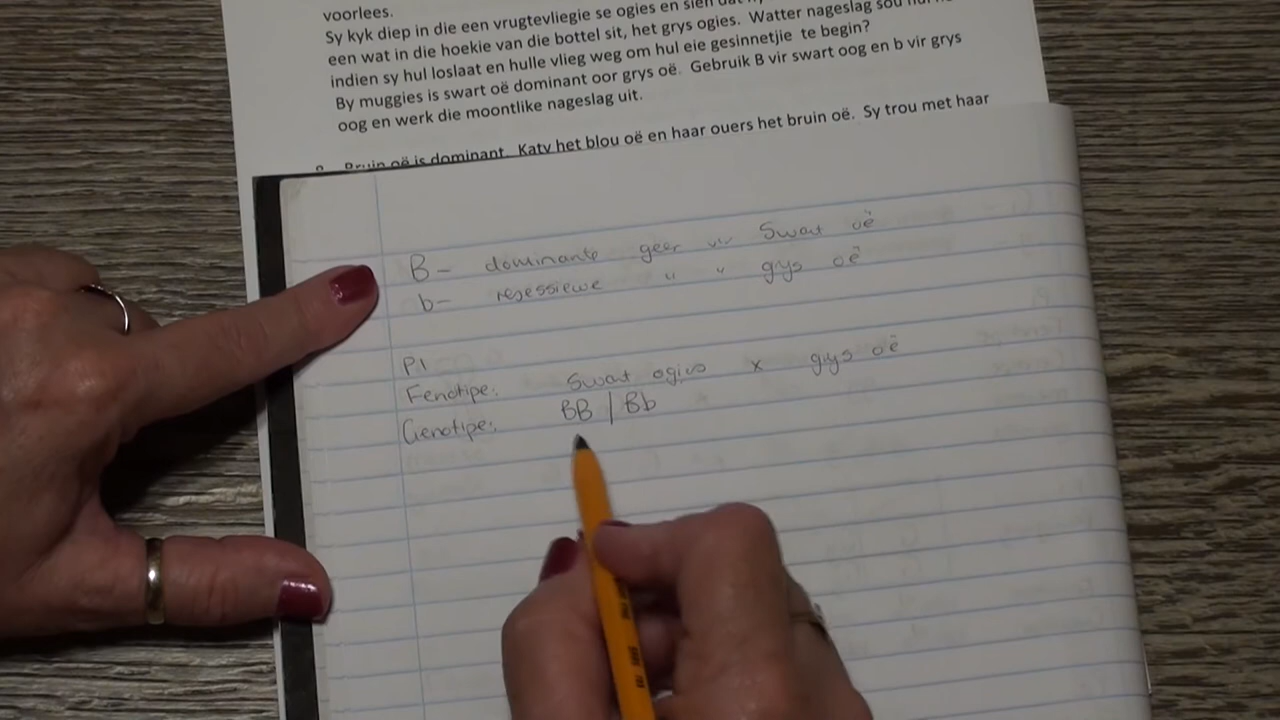 voorlees.
Sy kyk diep in die een vrugtevliegie se ogies en sien dat
een wat in die hoekie van die bottel sit, het grys ogies. Watter nageslag sou hul
indien sy hul loslaat en hulle vlieg weg om hul eie gesinnetjie te begin?
By muggies is swart oë dominant oor grys oë. Gebruik B vir swart oog en b vir grys
oog en werk die moontlike nageslag uit.
Bruin oë is dominant. Katy het blou oë en haar ouers het bruin oë. Sy trou met haar
B - dominante geer vir Swart oë
b - resessiewe " " grys oë
P1
Fenotipe: Swart ogies x grys oë
Genotipe: BB | Bb